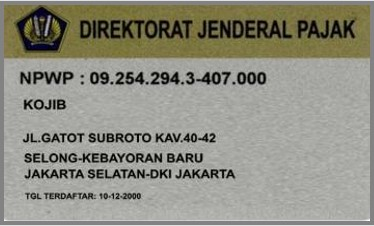 DIREKTORAT JENDERAL PAJAK
NPWP : 09.254.294.3-407.000
KOJIB
JL.GATOT SUBROTO KAV.40-42
SELONG-KEBAYORAN BARU
JAKARTA SELATAN-DKI JAKARTA
TGL TERDAFTAR: 10-12-2000